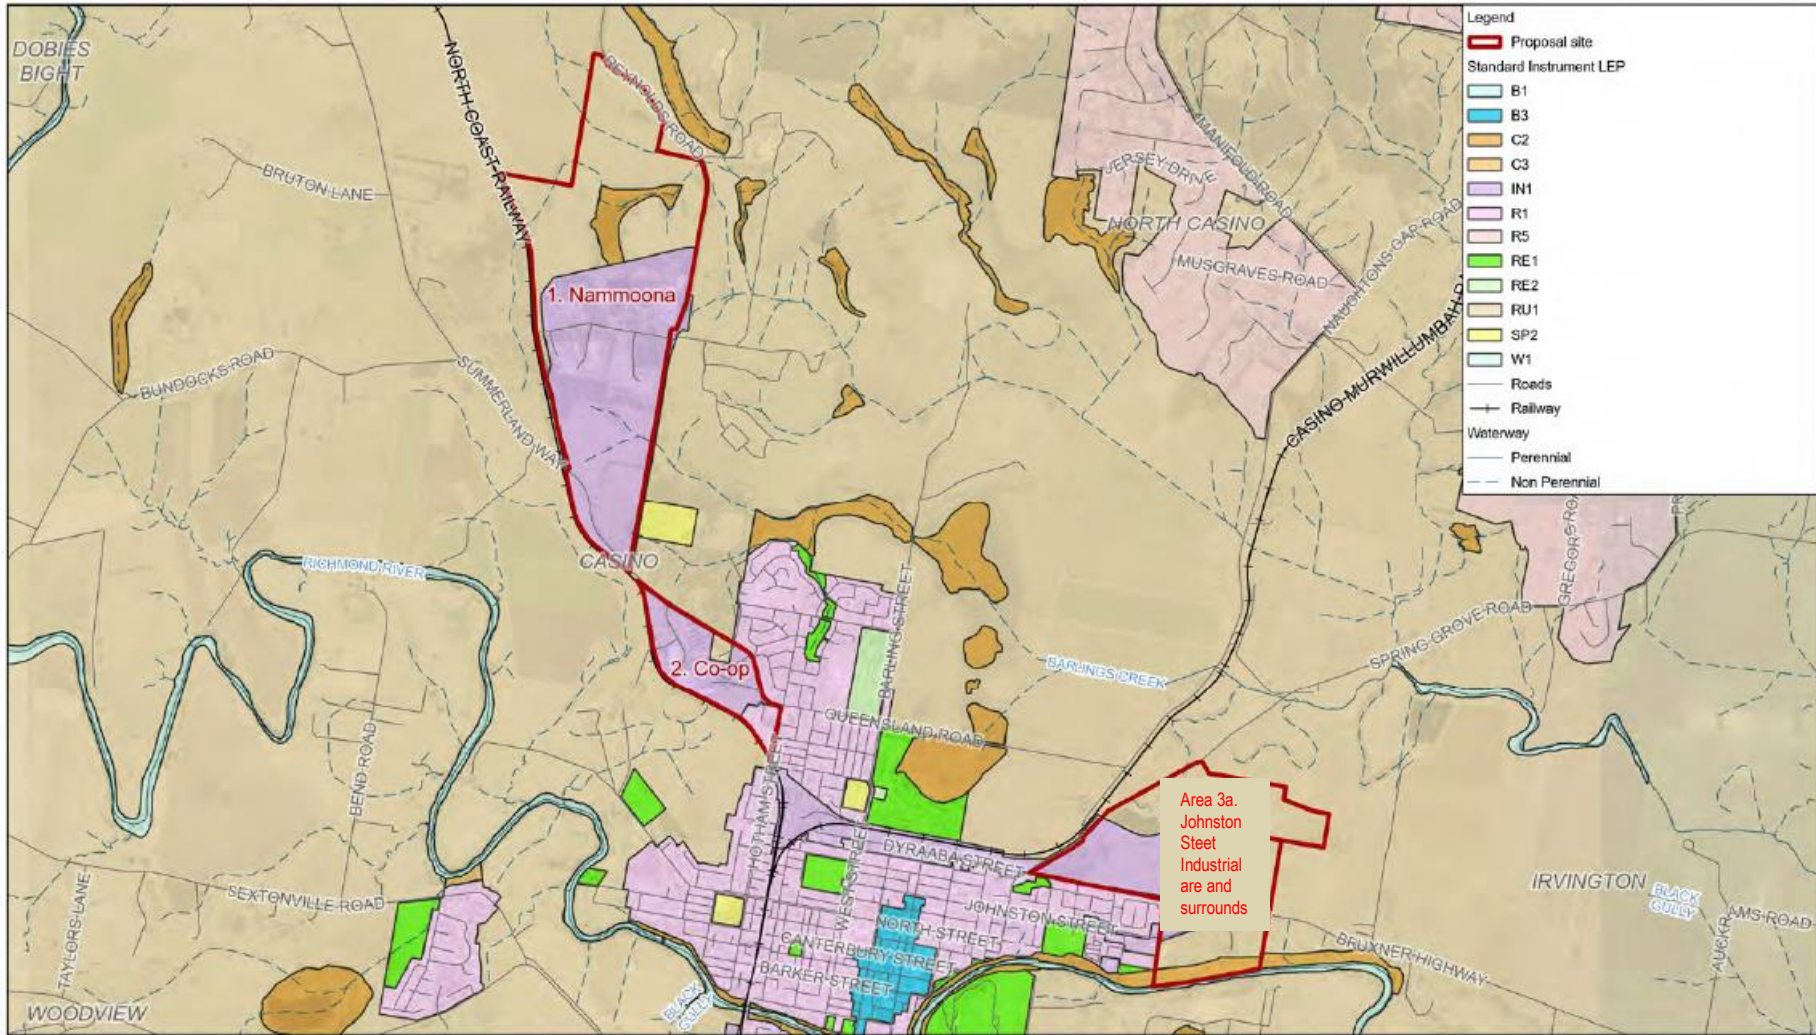 DOBIES
BIGHT
NORTH COAST RAILWAY
REYNOLDS ROAD
BRUTON LANE
MANIFOLD ROAD
JERSEY DRIVE
NORTH CASINO
MUSGRAVES ROAD
NAUGHTONS GAP ROAD
1. Nammoona
BUNDOCKS ROAD
SUMMERLAND WAY
CASINO MURWILLUMBAH
Legend
Proposal site
Standard Instrument LEP
B1
B3
C2
C3
IN1
R1
R5
RE1
RE2
RU1
SP2
W1
Roads
Railway
Waterway
Perennial
Non Perennial
CASINO
RICHMOND RIVER
GREGORS
SPRING GROVE ROAD
BARLING STREET
2. Co-op
BARLINGS CREEK
QUEENSLAND ROAD
BEND ROAD
HOTHAM STREET
WEST STREET
DYRAABA STREET
Area 3a.
Johnston
Steet
Industrial
are and
surrounds
IRVINGTON
BLACK
GULLY
AMS ROAD
TAYLORS LANE
SEXTONVILLE ROAD
JOHNSTON STREET
NORTH STREET
CANTERBURY STREET
BARKER STREET
BRUXNER HIGHWAY
WOODVIEW
BLACK
GULLY